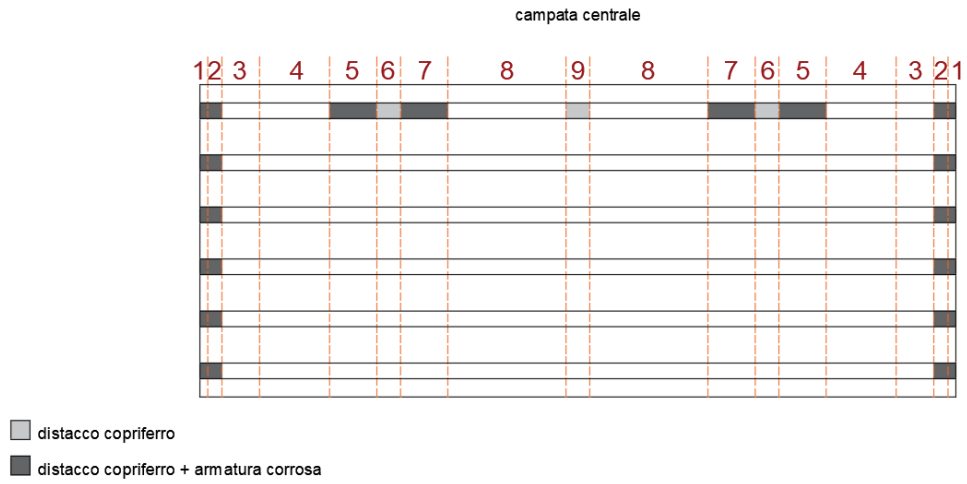 campata centrale
1 2 3 4 5 6 7 8 9 8 7 6 5 4 3 2 1
distacco copriferro
distacco copriferro + armatura corrosa